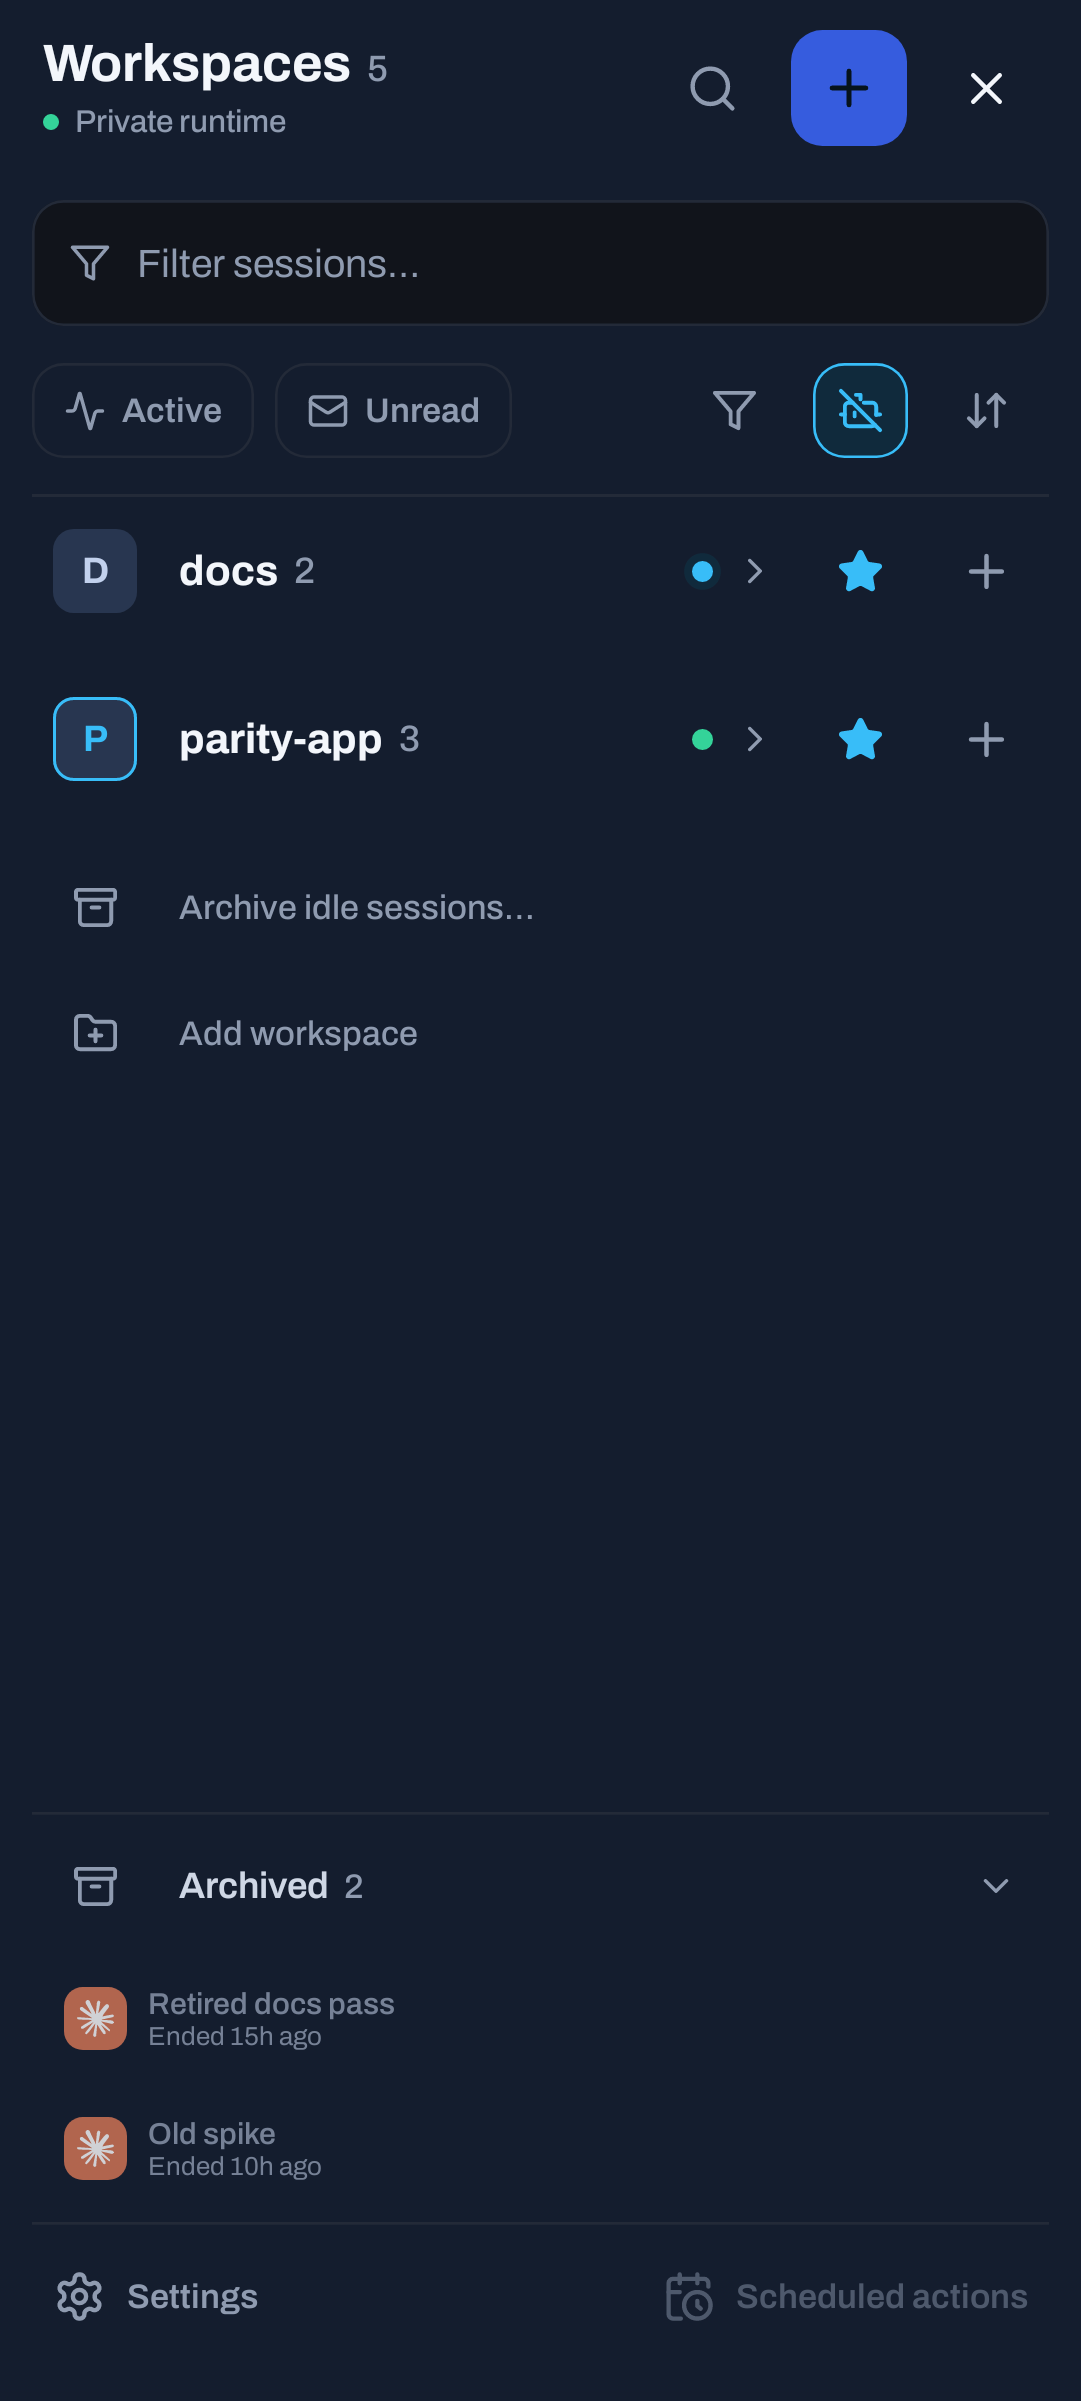 Workspaces 5
Private runtime
Filter sessions...
Active
Unread
D docs 2
P parity-app 3
Archive idle sessions...
Add workspace
Archived 2
Retired docs pass
Ended 15h ago
Old spike
Ended 10h ago
Settings
Scheduled actions